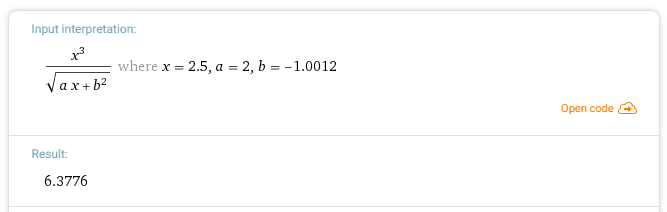 Input interpretation:
x³
√ a x + b² where x = 2.5, a = 2, b = −1.0012
Open code
Result:
6.3776